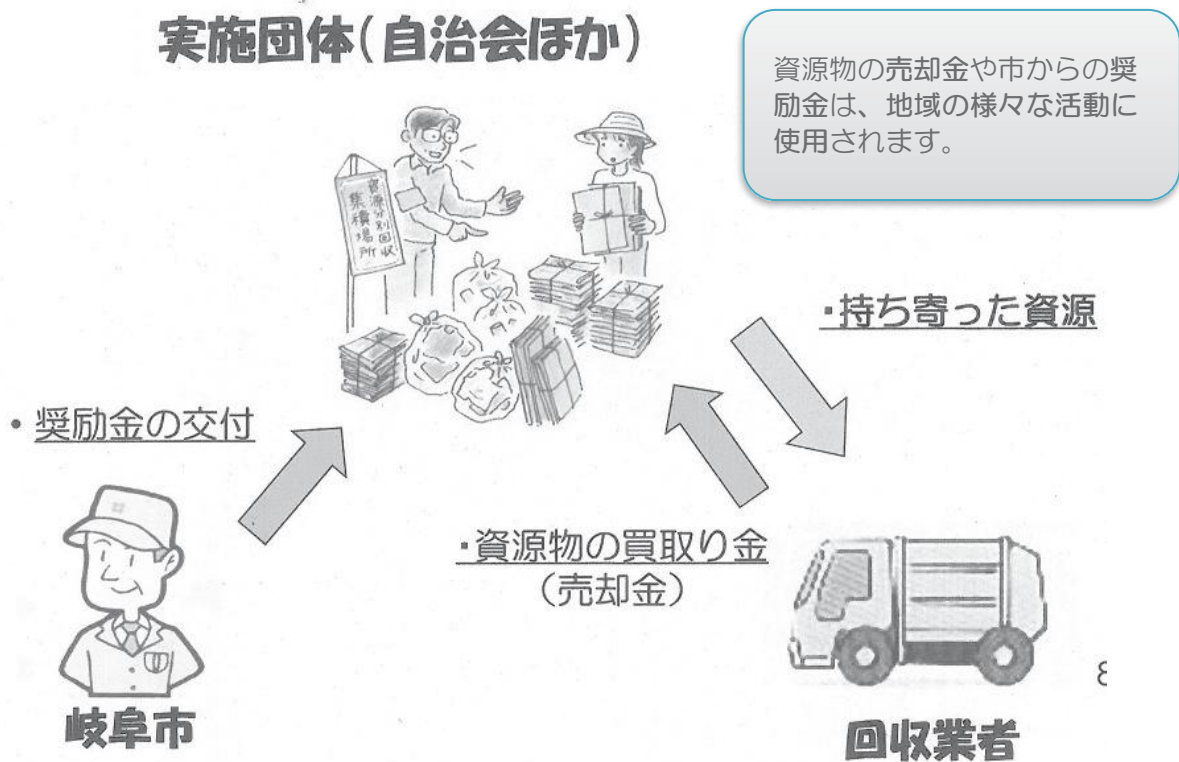 実施団体(自治会ほか)
資源物の売却金や市からの奨
励金は、地域の様々な活動に
使用されます。
資源分別回収
集積場所
・持ち寄った資源
・奨励金の交付
・資源物の買取り金
(売却金)
岐阜市
回収業者